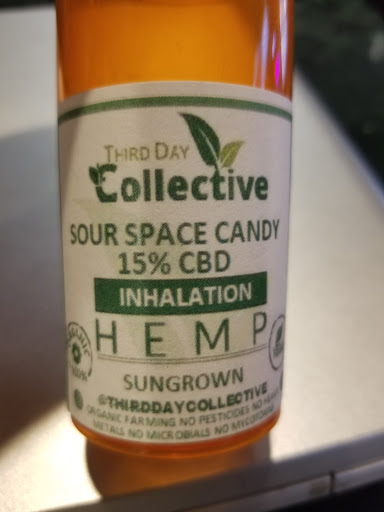 THIRD DAY
Collective
SOUR SPACE CANDY
15% CBD
INHALATION
HEMP
ORGANIC
SUNGROWN
@THIRDDAYCOLLECTIVE
ORGANIC FARMING NO PESTICIDES NO
METALS NO MICROBIALS NO